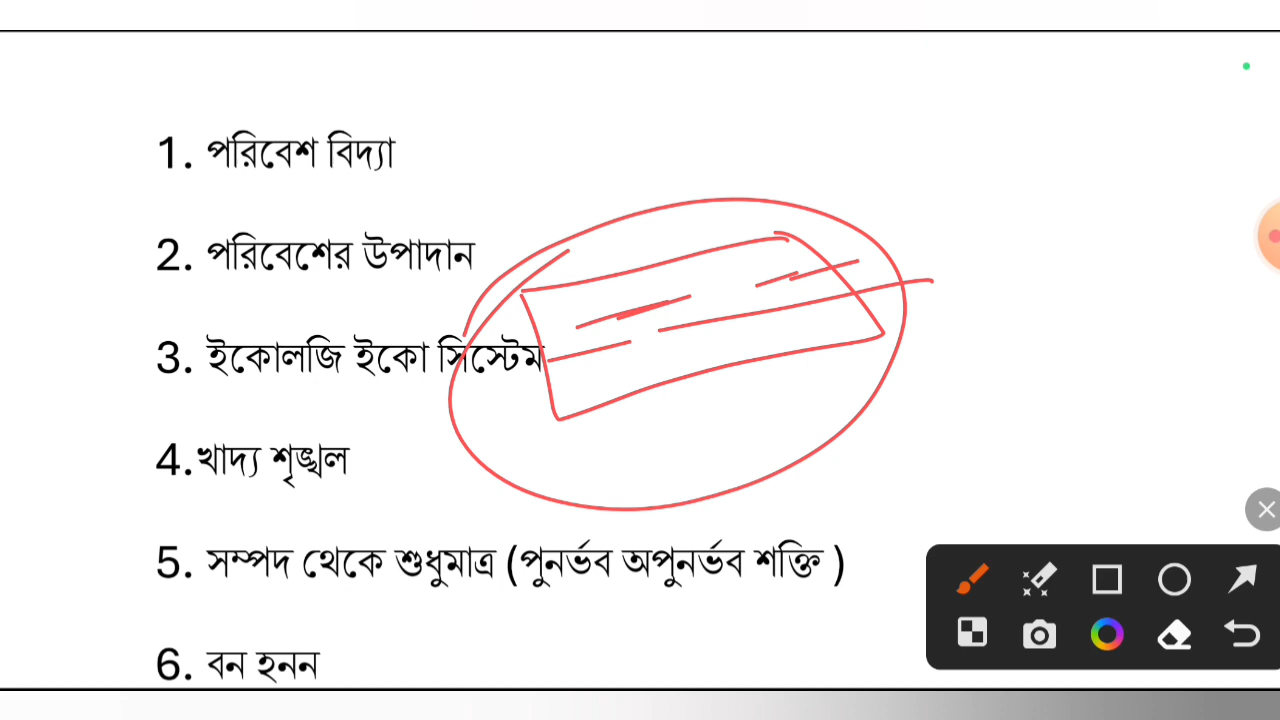 1. পরিবেশ বিদ্যা
2. পরিবেশের উপাদান
3. ইকোলজি ইকো সিস্টেম
4.খাদ্য শৃঙ্খল
5. সম্পদ থেকে শুধুমাত্র (পুনর্ভব অপুনর্ভব শক্তি )
6. বন হনন